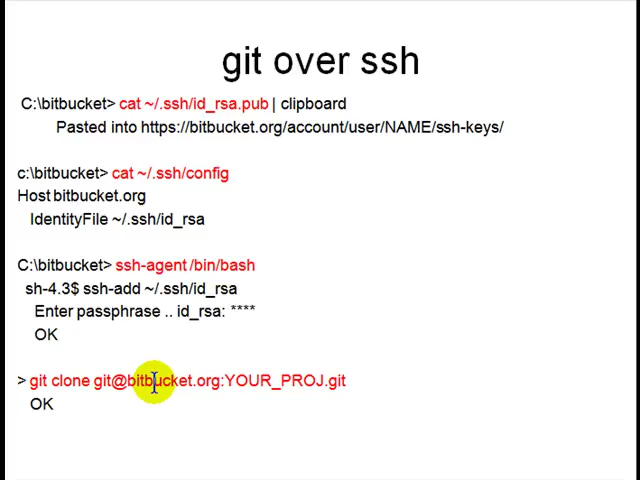 git over ssh
C:\bitbucket> cat ~/.ssh/id_rsa.pub | clipboard
Pasted into https://bitbucket.org/account/user/NAME/ssh-keys/
c:\bitbucket> cat ~/.ssh/config
Host bitbucket.org
IdentityFile ~/.ssh/id_rsa
C:\bitbucket> ssh-agent /bin/bash
sh-4.3$ ssh-add ~/.ssh/id_rsa
Enter passphrase .. id_rsa: ****
OK
> git clone git@bitbucket.org:YOUR_PROJ.git
OK